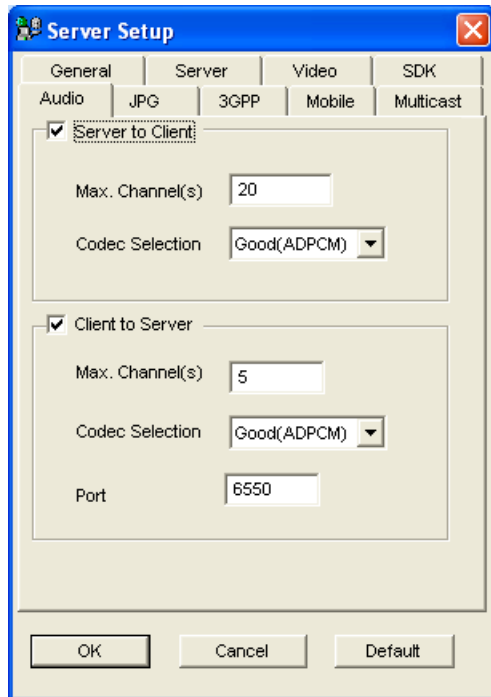 Server Setup
General Server Video SDK
Audio JPG 3GPP Mobile Multicast
Server to Client
Max. Channel(s) 20
Codec Selection Good(ADPCM)
Client to Server
Max. Channel(s) 5
Codec Selection Good(ADPCM)
Port 6550
OK Cancel Default